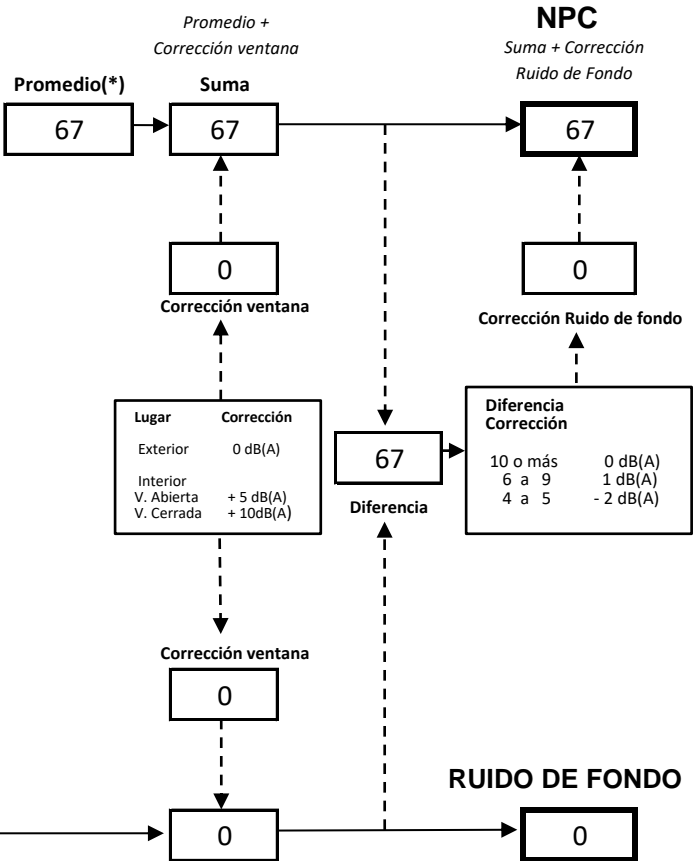 NPC
Promedio +
Corrección ventana
Suma + Corrección
Ruido de Fondo
Promedio(*)
Suma
67
67
67
0
0
Corrección ventana
Corrección Ruido de fondo
Lugar Corrección
Exterior 0 dB(A)
Interior
V. Abierta + 5 dB(A)
V. Cerrada + 10dB(A)
67
Diferencia
Diferencia
Corrección
10 o más 0 dB(A)
6 a 9 1 dB(A)
4 a 5 - 2 dB(A)
Corrección ventana
0
RUIDO DE FONDO
0
0